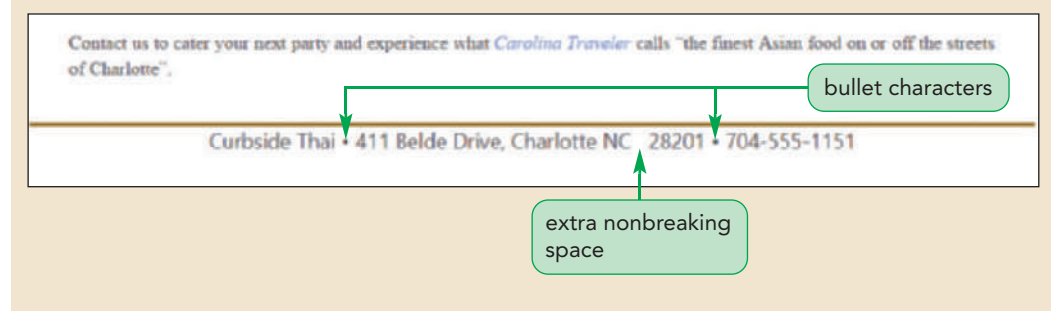 Contact us to cater your next party and experience what Carolina Traveler calls “the finest Asian food on or off the streets
of Charlotte”.
bullet characters
Curbside Thai • 411 Belde Drive, Charlotte NC   28201 • 704-555-1151
extra nonbreaking
space